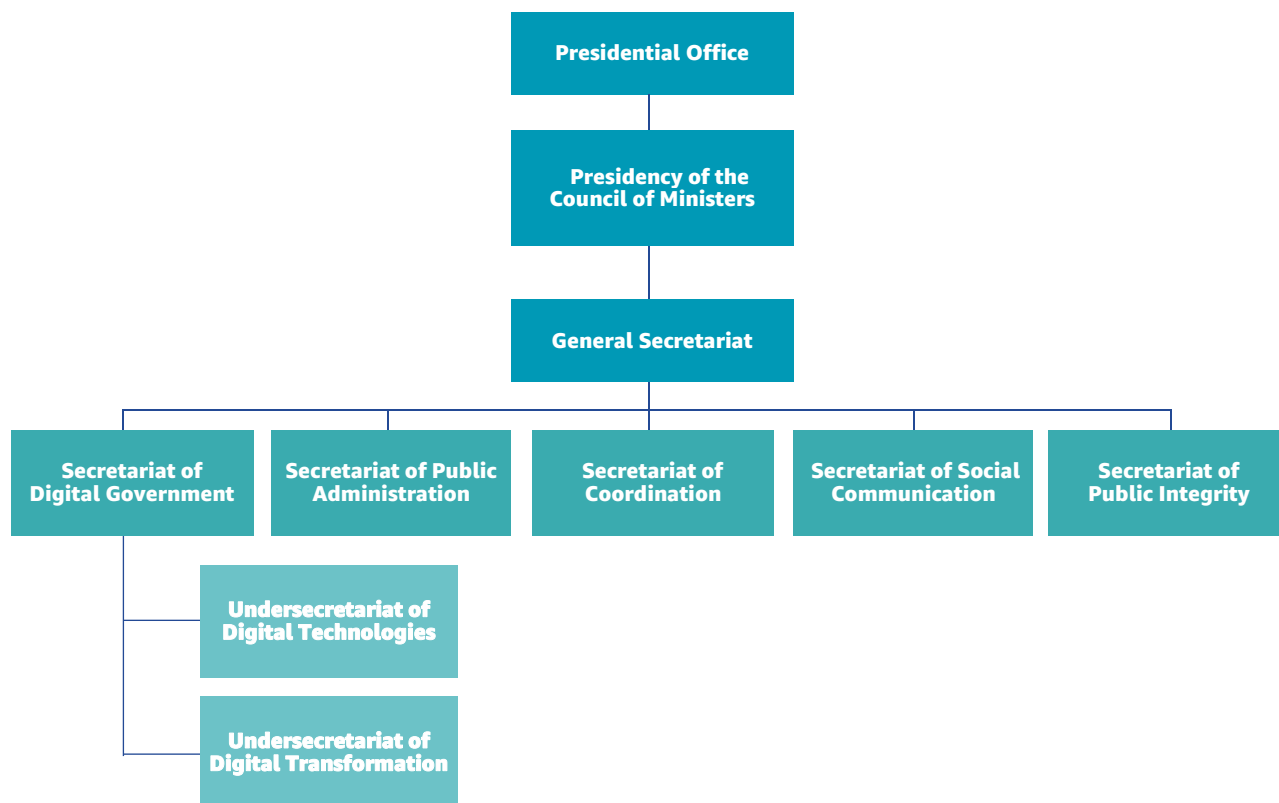 Presidential Office
Presidency of the
Council of Ministers
General Secretariat
Secretariat of
Digital Government
Secretariat of Public
Administration
Secretariat of
Coordination
Secretariat of Social
Communication
Secretariat of
Public Integrity
Undersecretariat of
Digital Technologies
Undersecretariat of
Digital Transformation